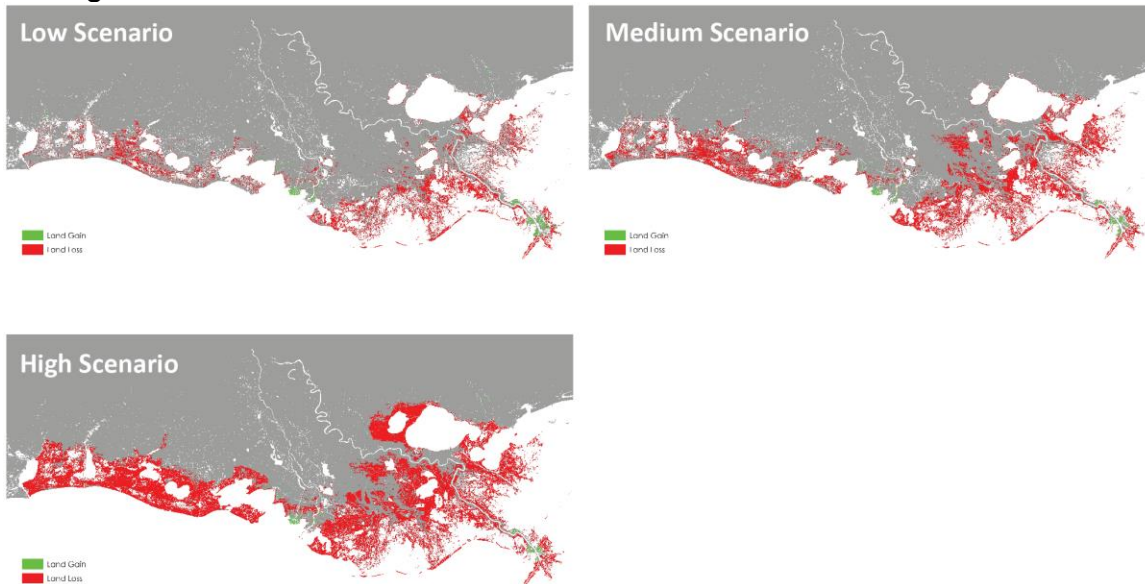 Low Scenario
Land Gain
Land Loss
Medium Scenario
Land Gain
Land Loss
High Scenario
Land Gain
Land Loss